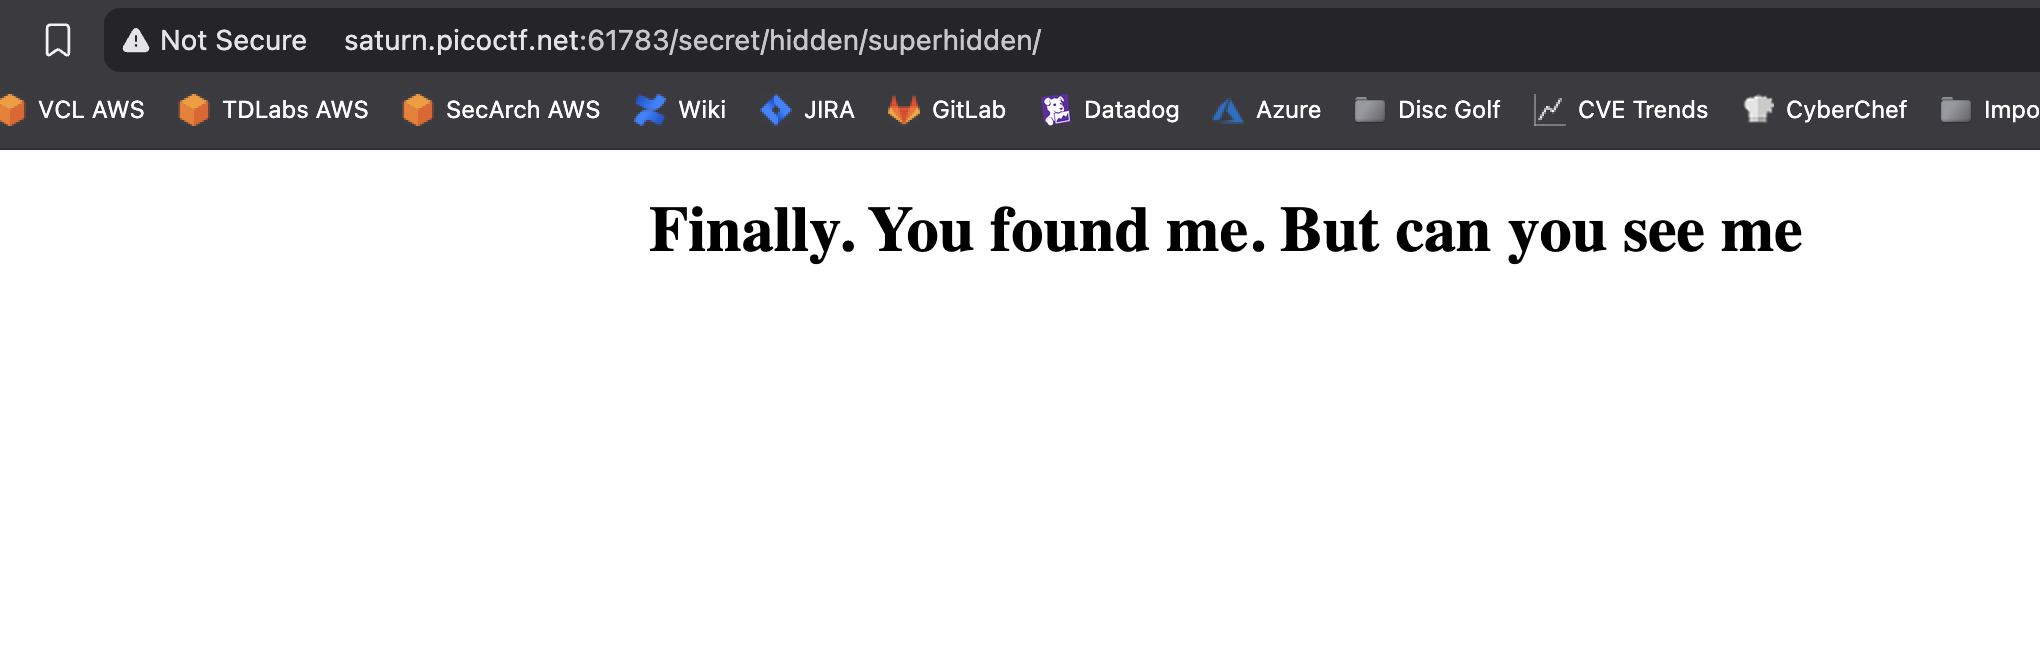 Not Secure saturn.picoctf.net:61783/secret/hidden/superhidden/
VCL AWS TDLabs AWS SecArch AWS Wiki JIRA GitLab Datadog Azure Disc Golf CVE Trends CyberChef Impo
Finally. You found me. But can you see me